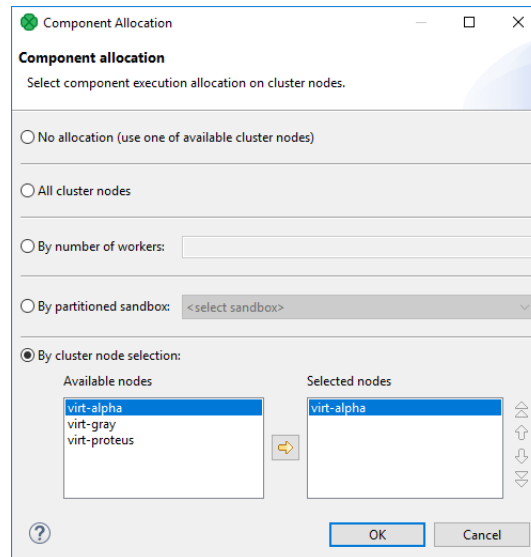 Component Allocation
Component allocation
Select component execution allocation on cluster nodes.
No allocation (use one of available cluster nodes)
All cluster nodes
By number of workers:
By partitioned sandbox: <select sandbox>
By cluster node selection:
Available nodes Selected nodes
virt-alpha virt-alpha
virt-gray
virt-proteus
? OK Cancel